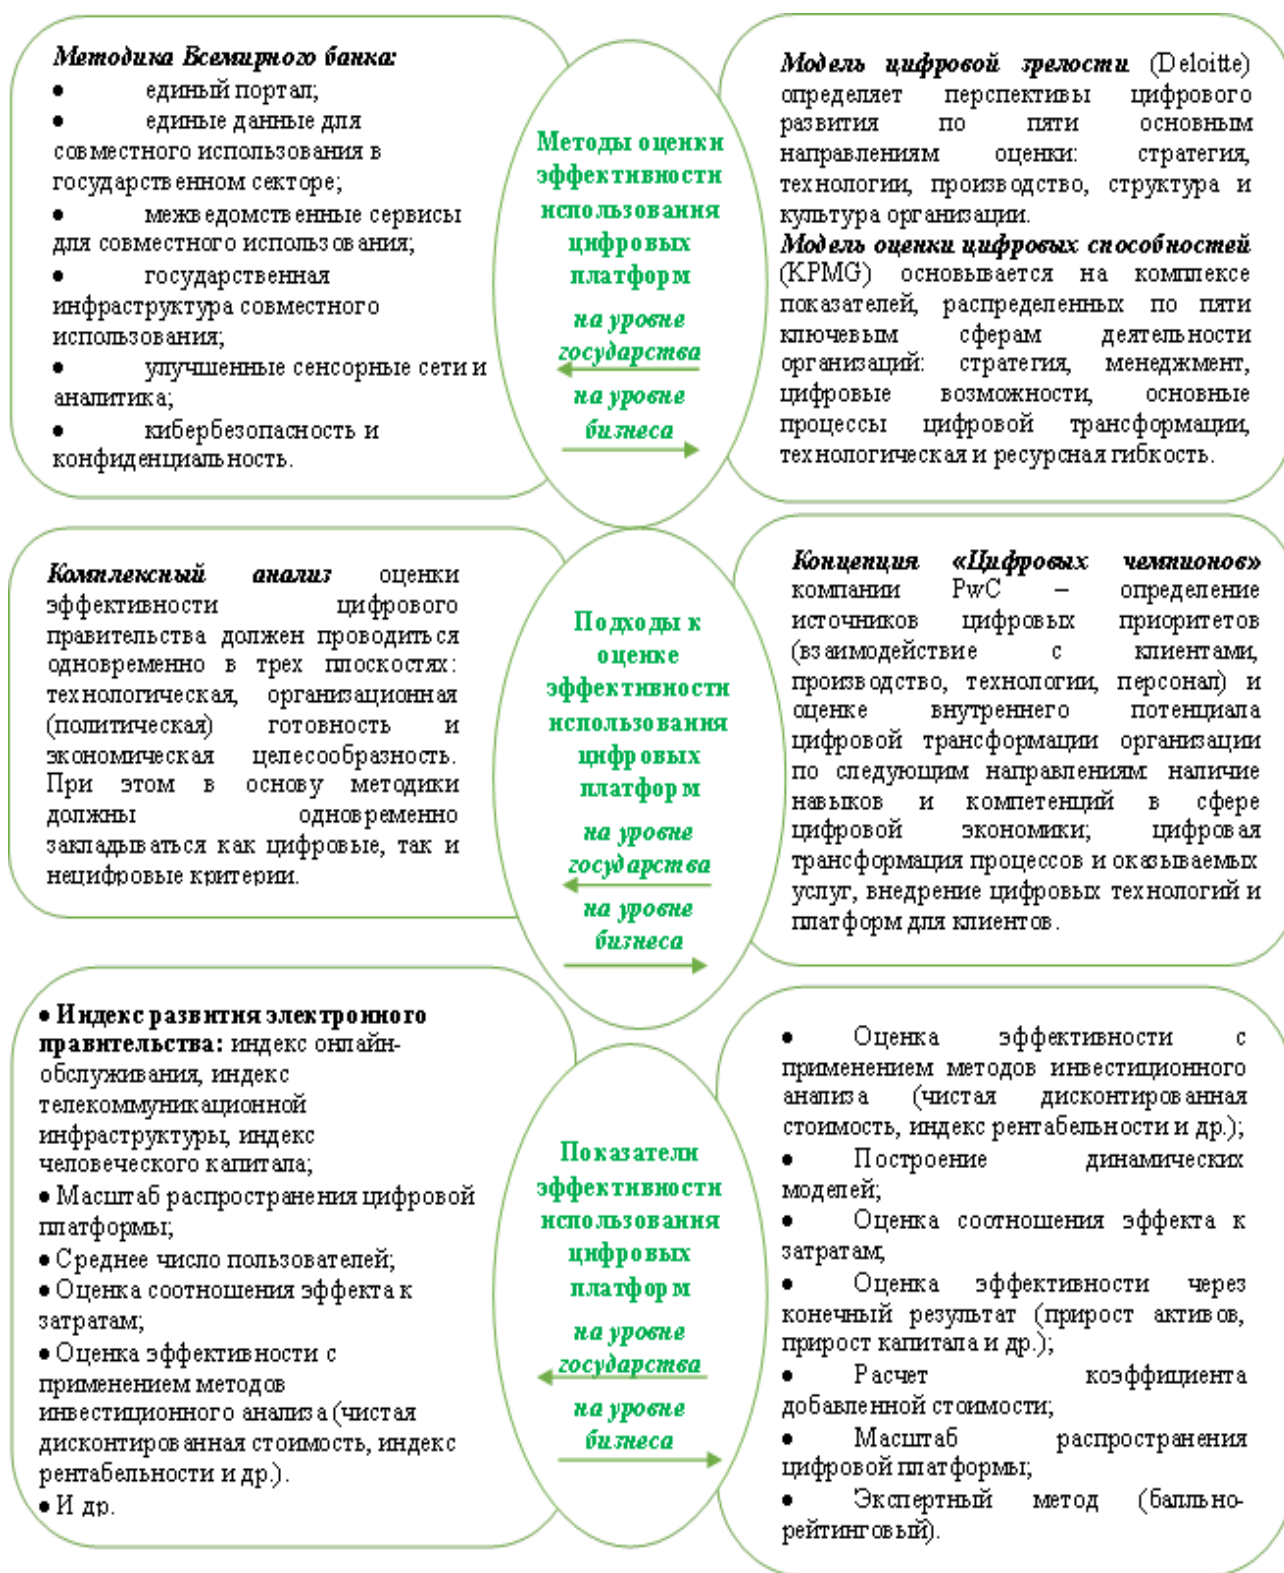 Методика Всемирного банка:
● единый портал;
● единые данные для
совместного использования в
государственном секторе;
● межведомственные сервисы
для совместного использования;
● государственная
инфраструктура совместного
использования;
● улучшенные сенсорные сети и
аналитика;
● кибербезопасность и
конфиденциальность.
Методы оценки
эффективности
использования
цифровых
платформ
на уровне
государства
на уровне
бизнеса
Модель цифровой зрелости (Deloitte)
определяет перспективы цифрового
развития по пяти основным
направлениям оценки: стратегия,
технологии, производство, структура и
культура организации.
Модель оценки цифровых способностей
(KPMG) основывается на комплексе
показателей, распределенных по пяти
ключевым сферам деятельности
организаций: стратегия, менеджмент,
цифровые возможности, основные
процессы цифровой трансформации,
технологическая и ресурсная гибкость.
Комплексный анализ оценки
эффективности цифрового
правительства должен проводиться
одновременно в трех плоскостях:
технологическая, организационная
(политическая) готовность и
экономическая целесообразность.
При этом в основу методики
должны одновременно
закладываться как цифровые, так и
нецифровые критерии.
Подходы к
оценке
эффективности
использования
цифровых
платформ
на уровне
государства
на уровне
бизнеса
Концепция «Цифровых чемпионов»
компании PwC – определение
источников цифровых приоритетов
(взаимодействие с клиентами,
производство, технологии, персонал) и
оценке внутреннего потенциала
цифровой трансформации организации
по следующим направлениям: наличие
навыков и компетенций в сфере
цифровой экономики; цифровая
трансформация процессов и оказываемых
услуг, внедрение цифровых технологий и
платформ для клиентов.
● Индекс развития электронного
правительства: индекс онлайн-
обслуживания, индекс
телекоммуникационной
инфраструктуры, индекс
человеческого капитала;
● Масштаб распространения цифровой
платформы;
● Среднее число пользователей;
● Оценка соотношения эффекта к
затратам;
● Оценка эффективности с
применением методов
инвестиционного анализа (чистая
дисконтированная стоимость, индекс
рентабельности и др.).
● И др.
Показатели
эффективности
использования
цифровых
платформ
на уровне
государства
на уровне
бизнеса
● Оценка эффективности с
применением методов инвестиционного
анализа (чистая дисконтированная
стоимость, индекс рентабельности и др.);
● Построение динамических
моделей;
● Оценка соотношения эффекта к
затратам;
● Оценка эффективности через
конечный результат (прирост активов,
прирост капитала и др.);
● Расчет коэффициента
добавленной стоимости;
● Масштаб распространения
цифровой платформы;
● Экспертный метод (балльно-
рейтинговый).